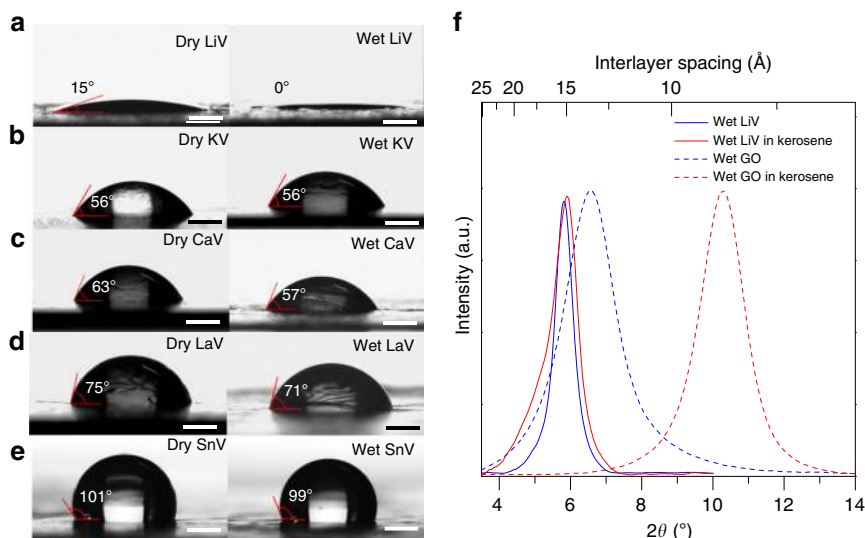 a
Dry LiV
Wet LiV
15°
0°
b
Dry KV
Wet KV
56°
56°
c
Dry CaV
Wet CaV
63°
57°
d
Dry LaV
Wet LaV
75°
71°
e
Dry SnV
Wet SnV
101°
99°
f
Interlayer spacing (Å)
25 20 15 10
Wet LiV
Wet LiV in kerosene
Wet GO
Wet GO in kerosene
Intensity (a.u.)
4 6 8 10 12 14
2θ (°)